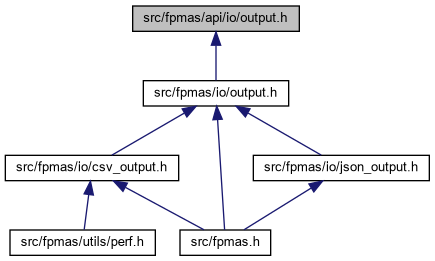 src/fpmas/api/io/output.h
src/fpmas/io/output.h
src/fpmas/io/csv_output.h
src/fpmas/io/json_output.h
src/fpmas/utils/perf.h
src/fpmas.h